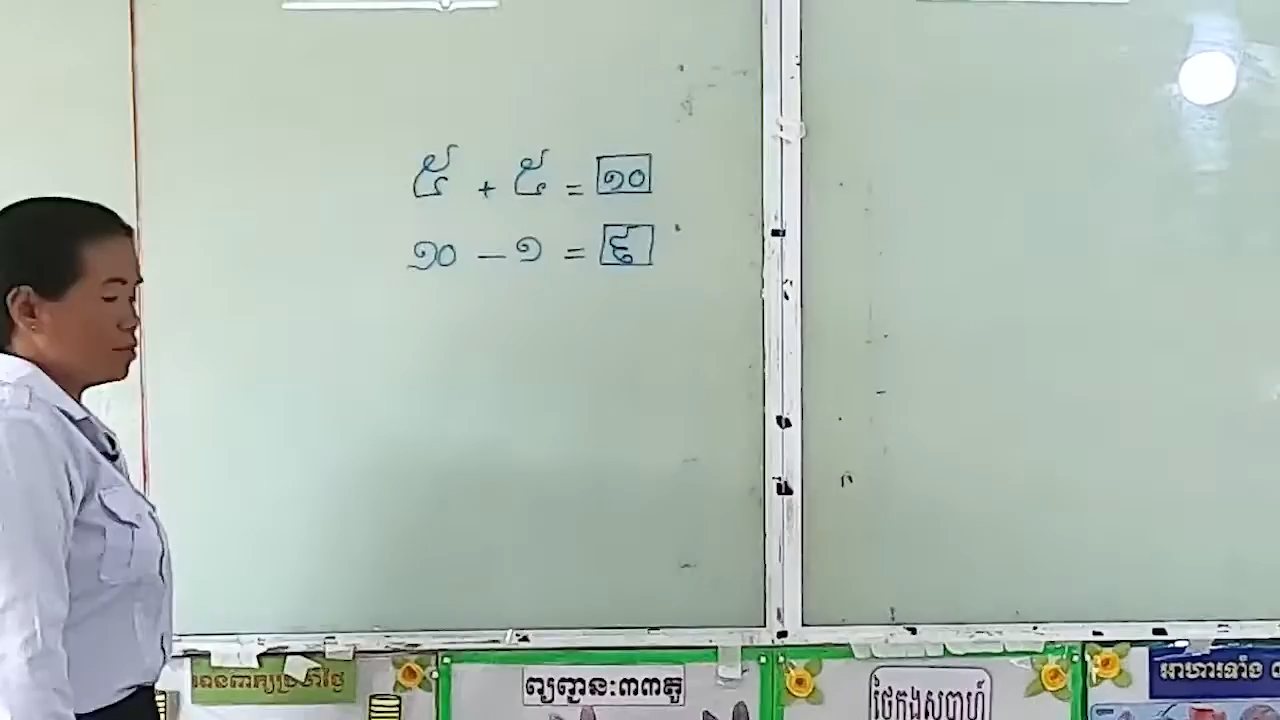 ៥ + ៥ = ១០
១០ - ១ = ៩
ព្យញ្ជនៈ៣៣តួ
ថ្ងៃក្នុងសបា្តហ៍
អាហារទាំង